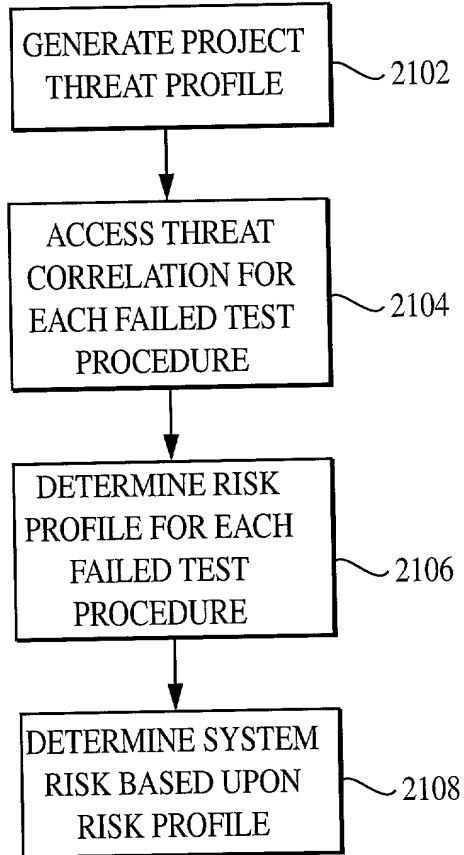 GENERATE PROJECT
THREAT PROFILE
2102
ACCESS THREAT
CORRELATION FOR
EACH FAILED TEST
PROCEDURE
2104
DETERMINE RISK
PROFILE FOR EACH
FAILED TEST
PROCEDURE
2106
DETERMINE SYSTEM
RISK BASED UPON
RISK PROFILE
2108